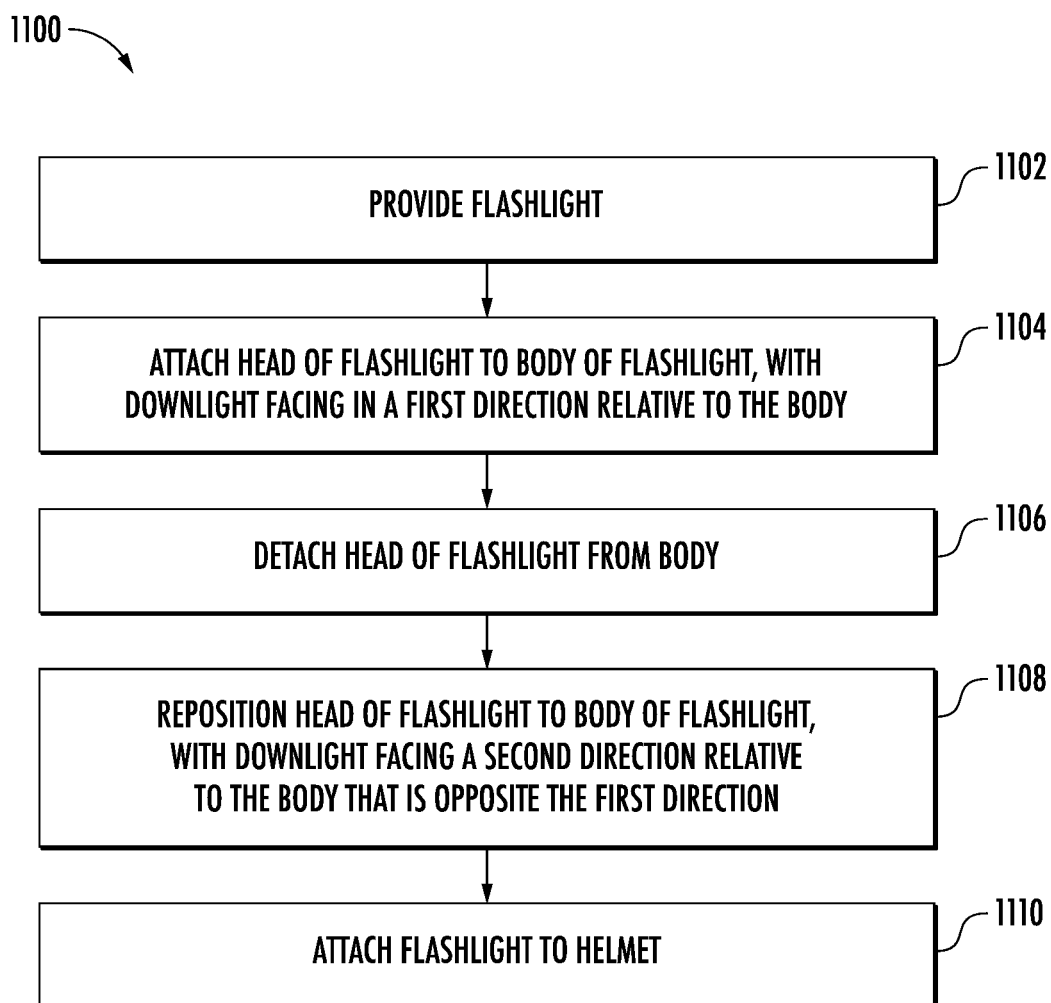 1100
1102
PROVIDE FLASHLIGHT
1104
ATTACH HEAD OF FLASHLIGHT TO BODY OF FLASHLIGHT, WITH
DOWNLIGHT FACING IN A FIRST DIRECTION RELATIVE TO THE BODY
1106
DETACH HEAD OF FLASHLIGHT FROM BODY
1108
REPOSITION HEAD OF FLASHLIGHT TO BODY OF FLASHLIGHT,
WITH DOWNLIGHT FACING A SECOND DIRECTION RELATIVE
TO THE BODY THAT IS OPPOSITE THE FIRST DIRECTION
1110
ATTACH FLASHLIGHT TO HELMET